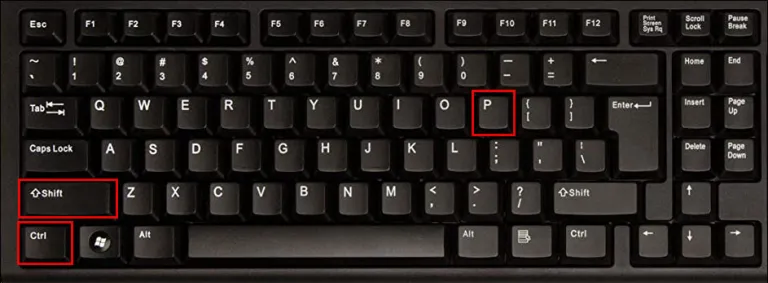 Esc F1 F2 F3 F4 F5 F6 F7 F8 F9 F10 F11 F12 Print Screen Sys Rq Scroll Lock Pause Break
~ ` ! 1 @ 2 # 3 $ 4 % 5 ^ 6 & 7 * 8 ( 9 ) 0 — - + = ← Home End
Tab Q W E R T Y U I O P { [ } ] Enter Insert Page Up
Caps Lock A S D F G H J K L : ; " ' | \ Delete Page Down
⇧Shift Z X C V B N M < , > . ? / ⇧Shift ↑
Ctrl Alt Alt Ctrl ← ↓ →